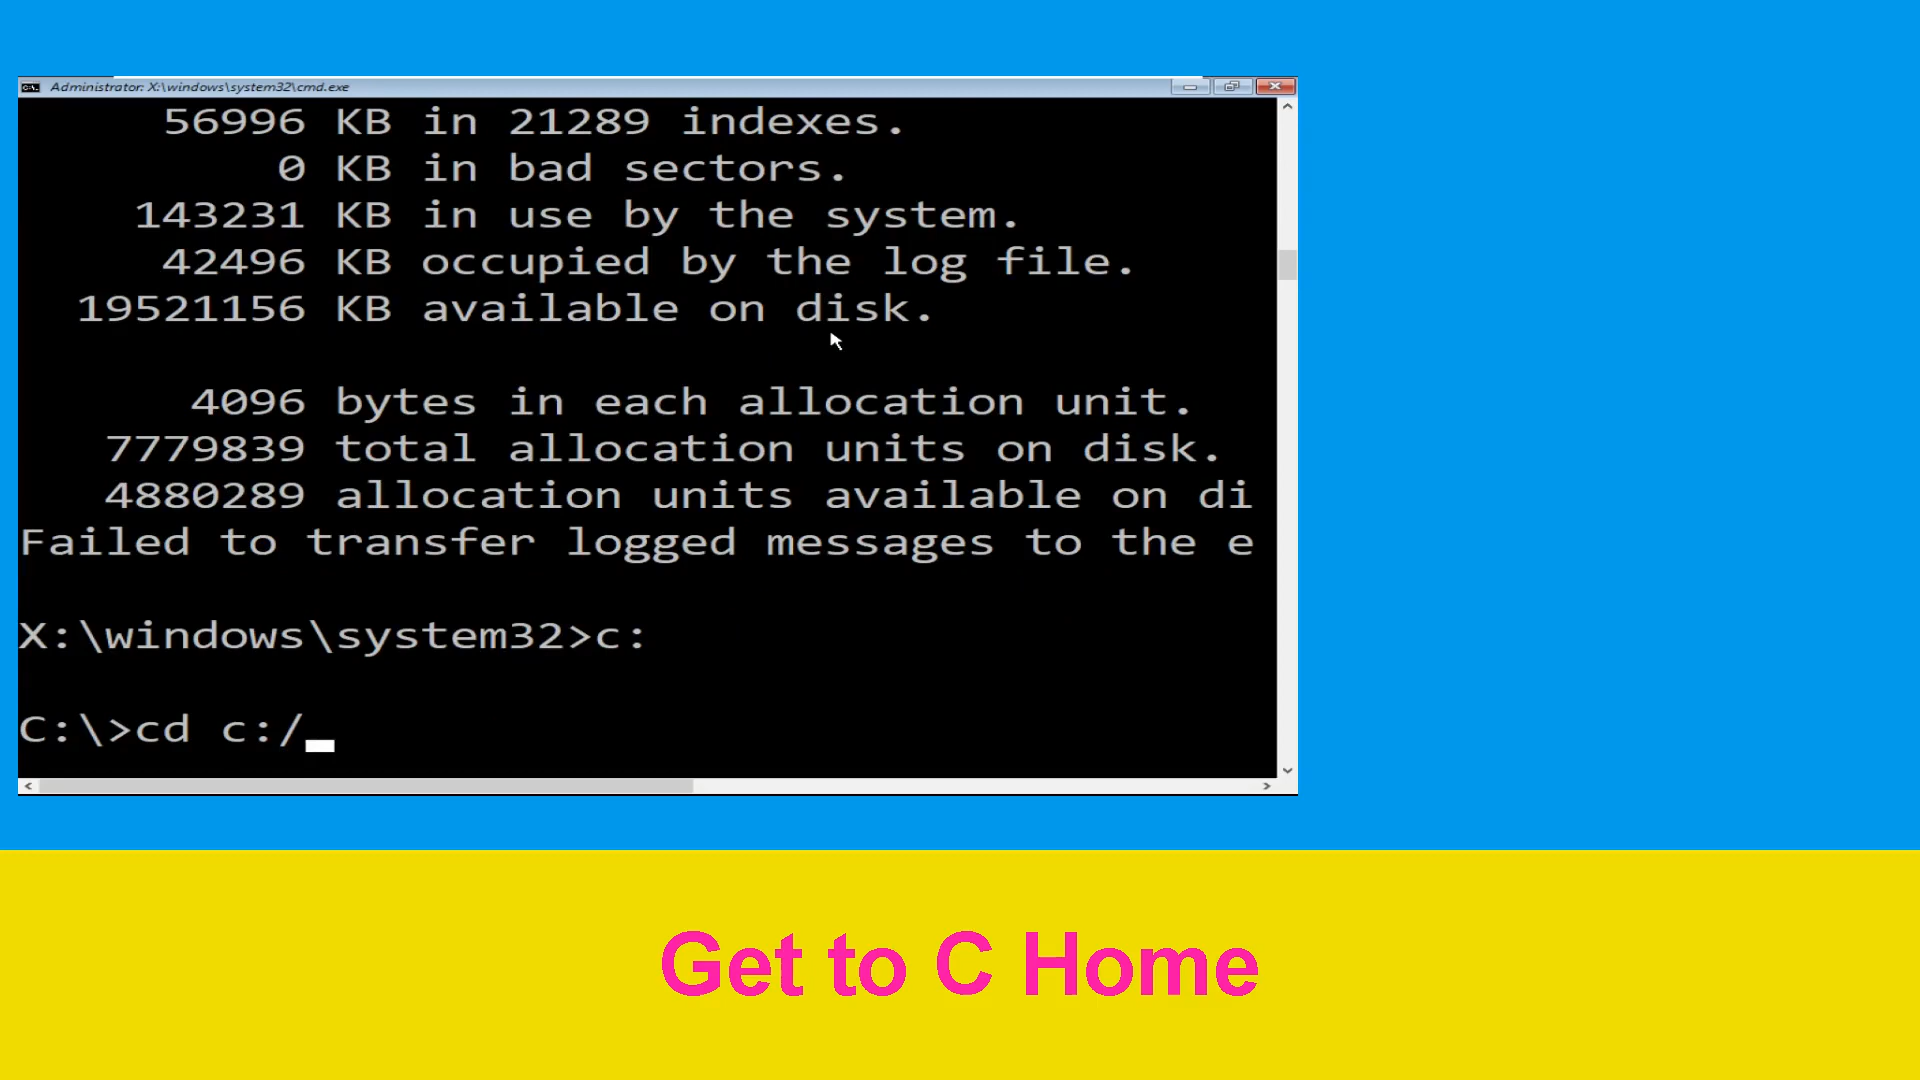 Administrator: X:\windows\system32\cmd.exe
56996 KB in 21289 indexes.
0 KB in bad sectors.
143231 KB in use by the system.
42496 KB occupied by the log file.
19521156 KB available on disk.
4096 bytes in each allocation unit.
7779839 total allocation units on disk.
4880289 allocation units available on di
Failed to transfer logged messages to the e
X:\windows\system32>c:
C:\>cd c:/_
Get to C Home